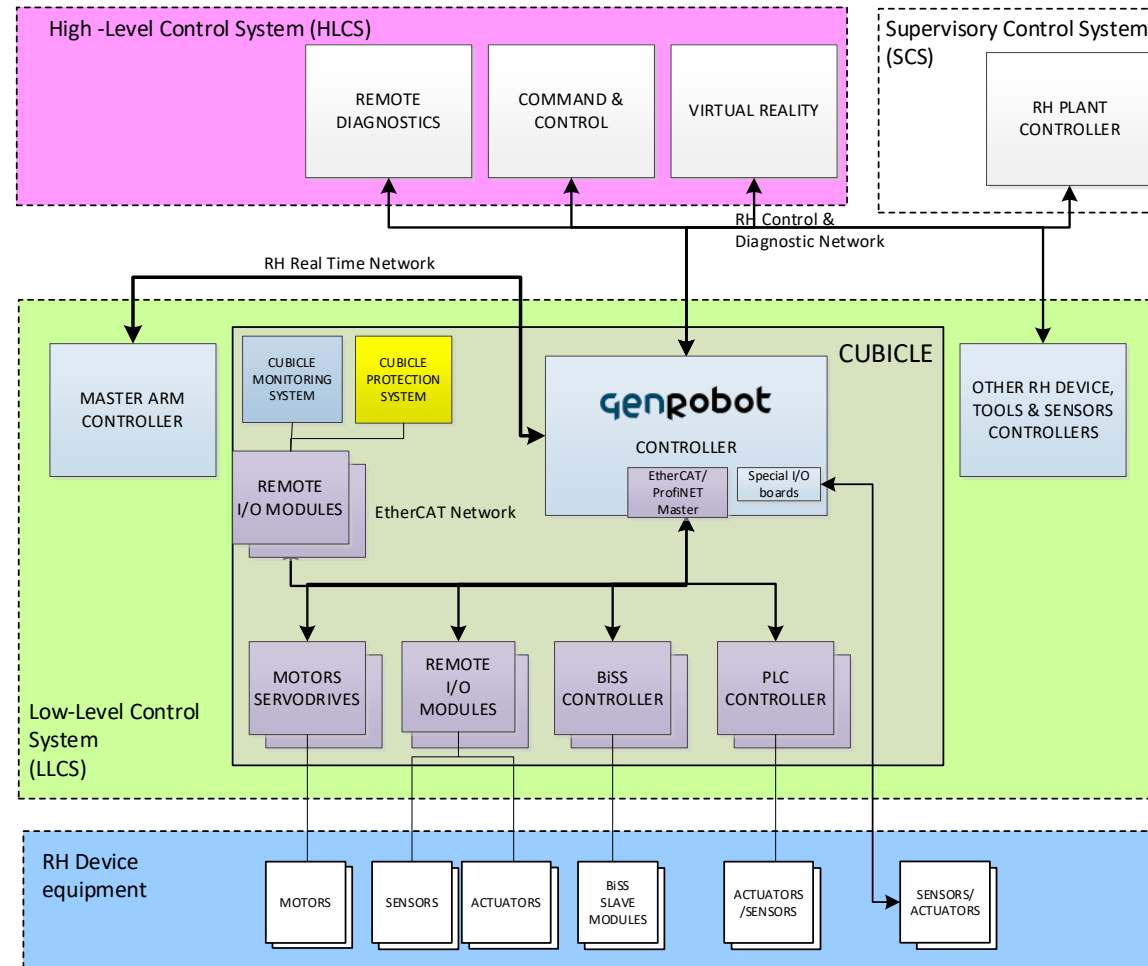 High -Level Control System (HLCS)
Supervisory Control System
(SCS)
REMOTE
DIAGNOSTICS
COMMAND &
CONTROL
VIRTUAL REALITY
RH PLANT
CONTROLLER
RH Control &
Diagnostic Network
RH Real Time Network
CUBICLE
MASTER ARM
CONTROLLER
CUBICLE
MONITORING
SYSTEM
CUBICLE
PROTECTION
SYSTEM
genrobot
CONTROLLER
EtherCAT/
ProfiNET
Master
Special I/O
boards
OTHER RH DEVICE,
TOOLS & SENSORS
CONTROLLERS
REMOTE
I/O MODULES
EtherCAT Network
MOTORS
SERVODRIVES
REMOTE
I/O
MODULES
BiSS
CONTROLLER
PLC
CONTROLLER
Low-Level Control
System
(LLCS)
RH Device
equipment
MOTORS
SENSORS
ACTUATORS
BiSS
SLAVE
MODULES
ACTUATORS
/SENSORS
SENSORS/
ACTUATORS